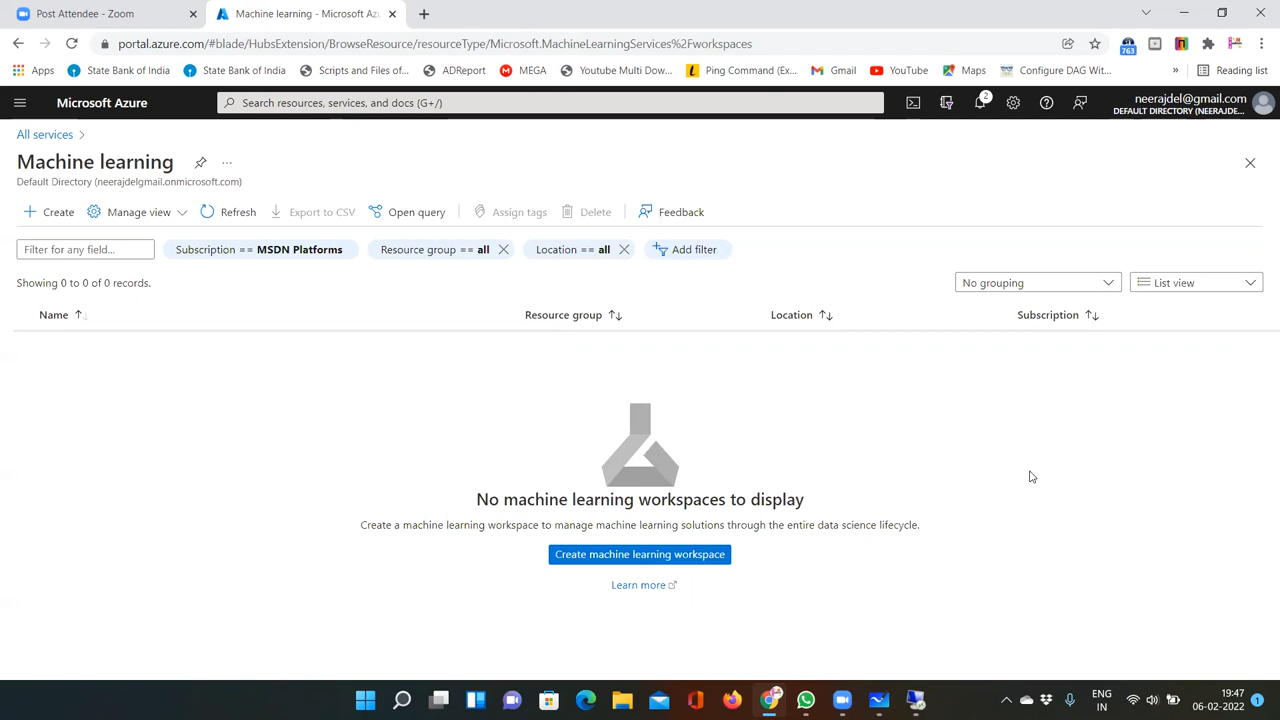 Post Attendee - Zoom
Machine learning - Microsoft Az
portal.azure.com/#blade/HubsExtension/BrowseResource/resourceType/Microsoft.MachineLearningServices%2Fworkspaces
763
Apps
State Bank of India
State Bank of India
Scripts and Files of...
ADReport
MEGA
Youtube Multi Dow...
Ping Command (Ex...
Gmail
YouTube
Maps
Configure DAG Wit...
»
Reading list
Microsoft Azure
Search resources, services, and docs (G+/)
2
neerajdel@gmail.com
DEFAULT DIRECTORY (NEERAJDE...
All services >
Machine learning
...
Default Directory (neerajdelgmail.onmicrosoft.com)
+ Create
Manage view
Refresh
Export to CSV
Open query
Assign tags
Delete
Feedback
Filter for any field...
Subscription == MSDN Platforms
Resource group == all
Location == all
Add filter
Showing 0 to 0 of 0 records.
No grouping
List view
Name ↑↓
Resource group ↑↓
Location ↑↓
Subscription ↑↓
No machine learning workspaces to display
Create a machine learning workspace to manage machine learning solutions through the entire data science lifecycle.
Create machine learning workspace
Learn more
ENG
IN
19:47
06-02-2022
1